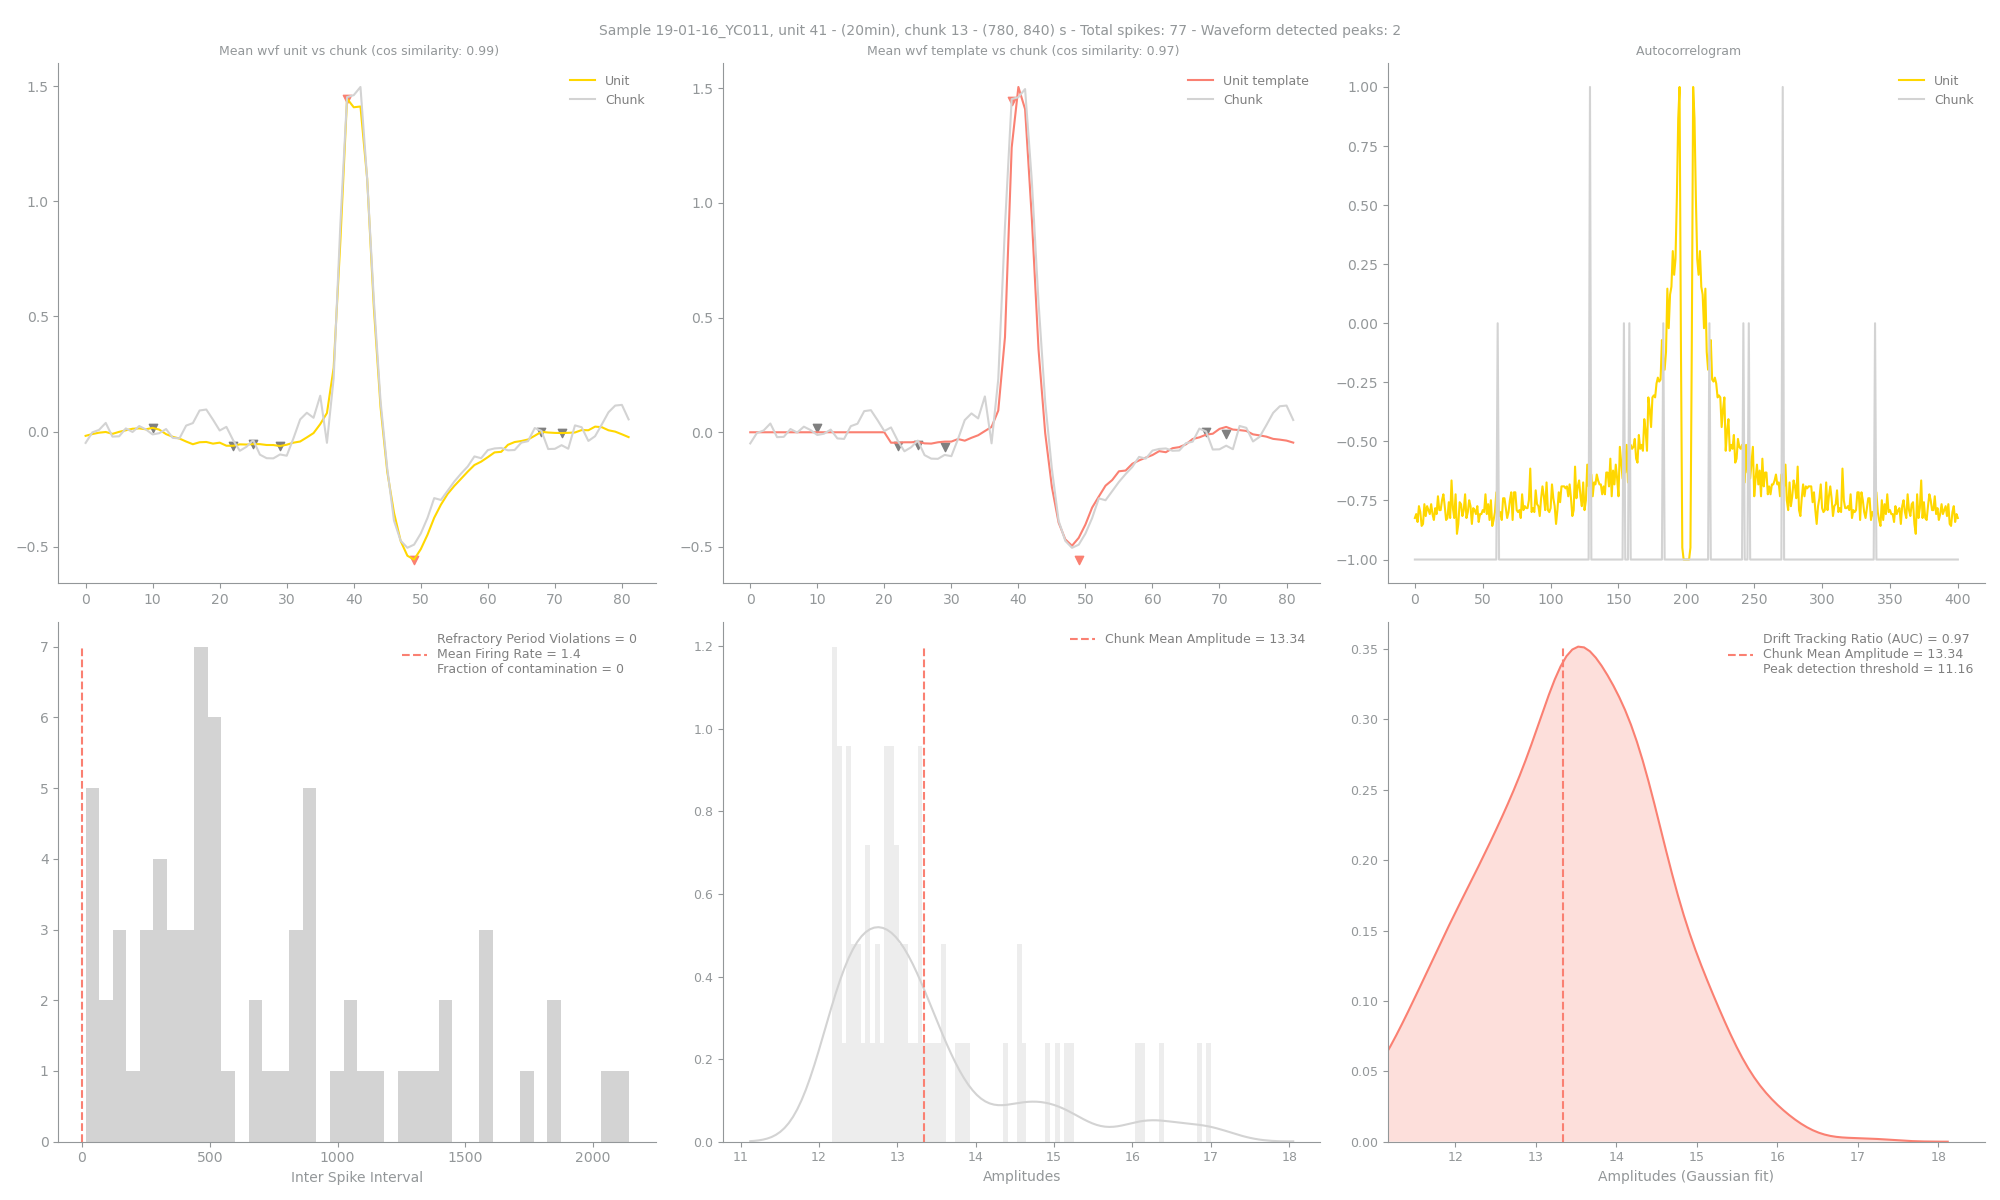 Sample 19-01-16_YC011, unit 41 - (20min), chunk 13 - (780, 840) s - Total spikes: 77 - Waveform detected peaks: 2
Mean wvf unit vs chunk (cos similarity: 0.99)
Unit
Chunk
1.5
1.0
0.5
0.0
−0.5
0 10 20 30 40 50 60 70 80
Mean wvf template vs chunk (cos similarity: 0.97)
Unit template
Chunk
1.5
1.0
0.5
0.0
−0.5
0 10 20 30 40 50 60 70 80
Autocorrelogram
Unit
Chunk
1.00
0.75
0.50
0.25
0.00
−0.25
−0.50
−0.75
−1.00
0 50 100 150 200 250 300 350 400
Refractory Period Violations = 0
Mean Firing Rate = 1.4
Fraction of contamination = 0
7
6
5
4
3
2
1
0
0 500 1000 1500 2000
Inter Spike Interval
Chunk Mean Amplitude = 13.34
1.2
1.0
0.8
0.6
0.4
0.2
0.0
11 12 13 14 15 16 17 18
Amplitudes
Drift Tracking Ratio (AUC) = 0.97
Chunk Mean Amplitude = 13.34
Peak detection threshold = 11.16
0.35
0.30
0.25
0.20
0.15
0.10
0.05
0.00
12 13 14 15 16 17 18
Amplitudes (Gaussian fit)